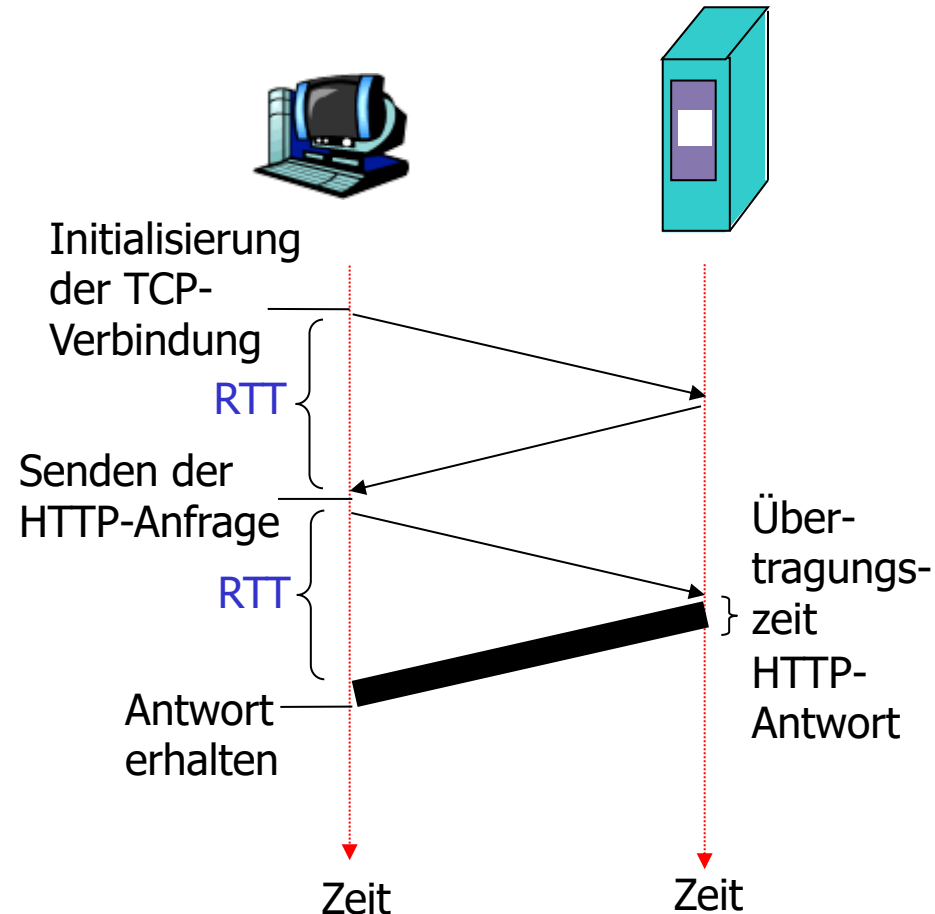 Initialisierung
der TCP-
Verbindung
RTT
Senden der
HTTP-Anfrage
RTT
Über-
tragungs-
zeit
HTTP-
Antwort
Antwort
erhalten
Zeit
Zeit